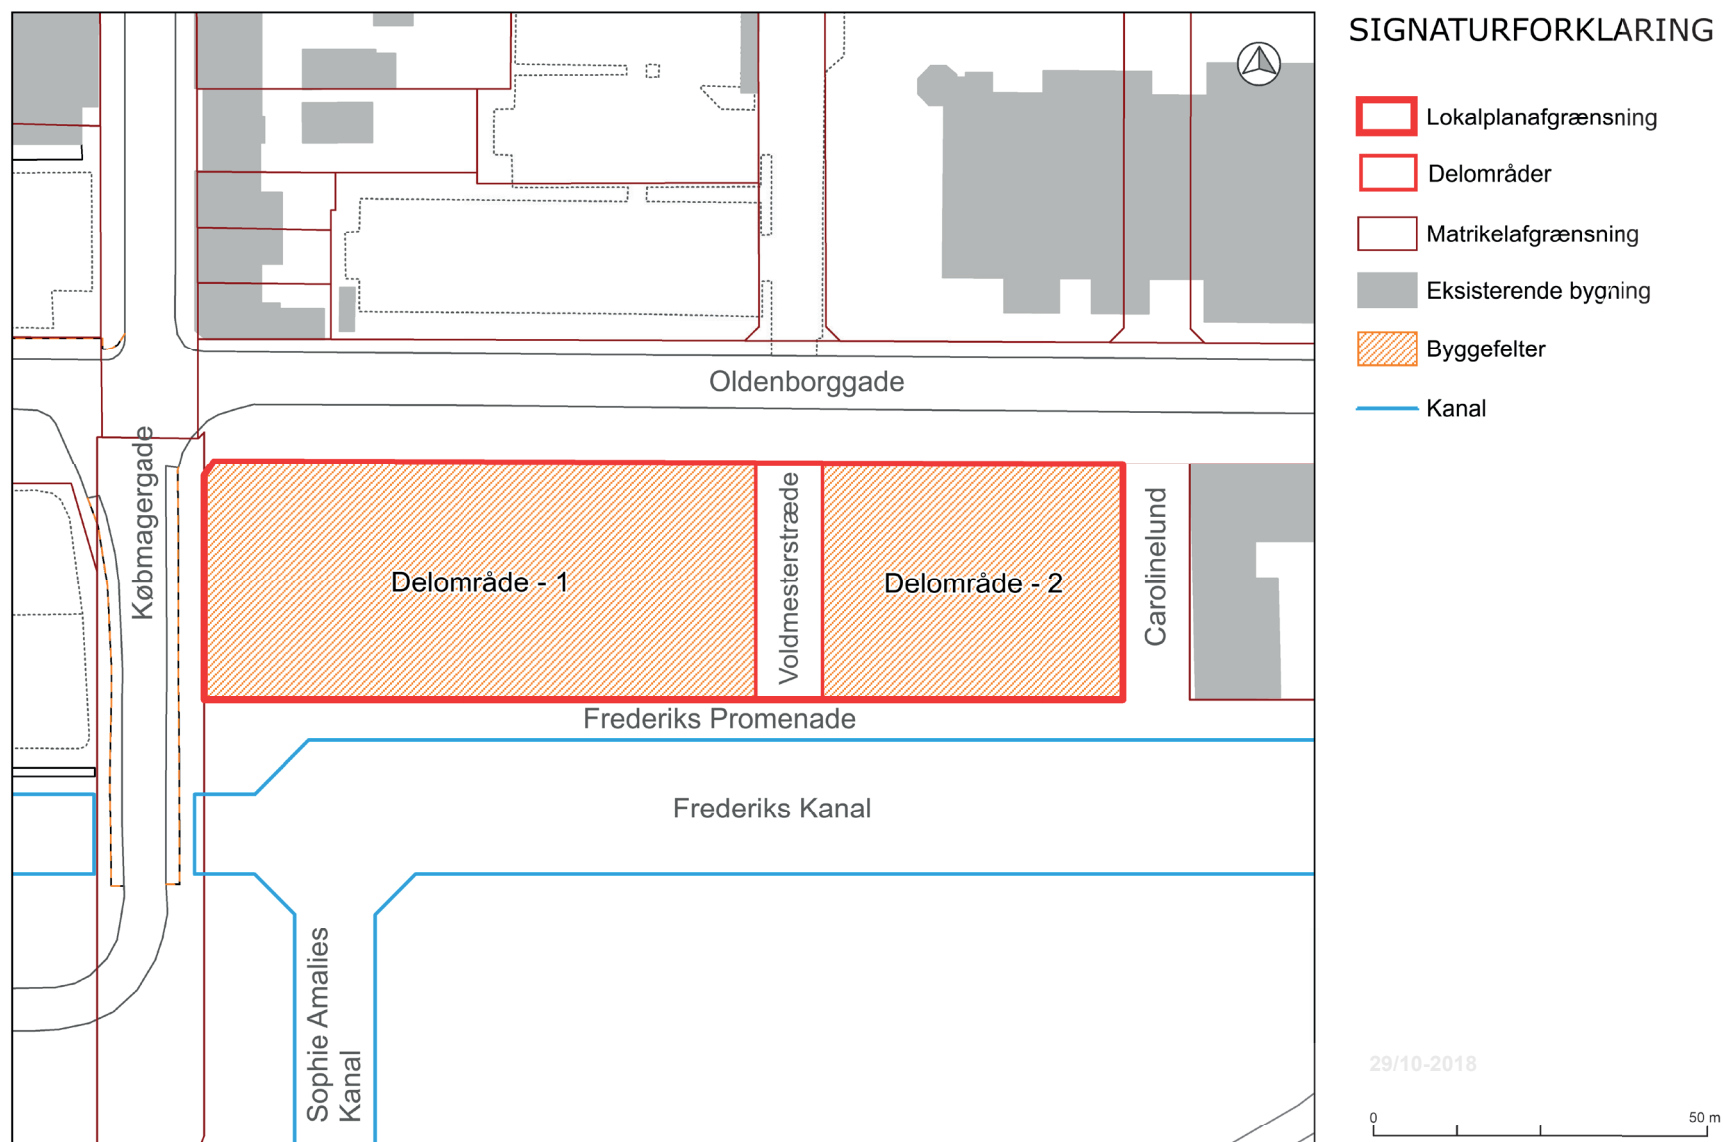 SIGNATURFORKLARING
Lokalplanafgrænsning
Delområder
Matrikelafgrænsning
Eksisterende bygning
Byggefelter
Kanal
Oldenborggade
Købmagergade
Delområde - 1
Voldmesterstræde
Delområde - 2
Carolinelund
Frederiks Promenade
Frederiks Kanal
Sophie Amalies
Kanal
29/10-2018
0
50 m